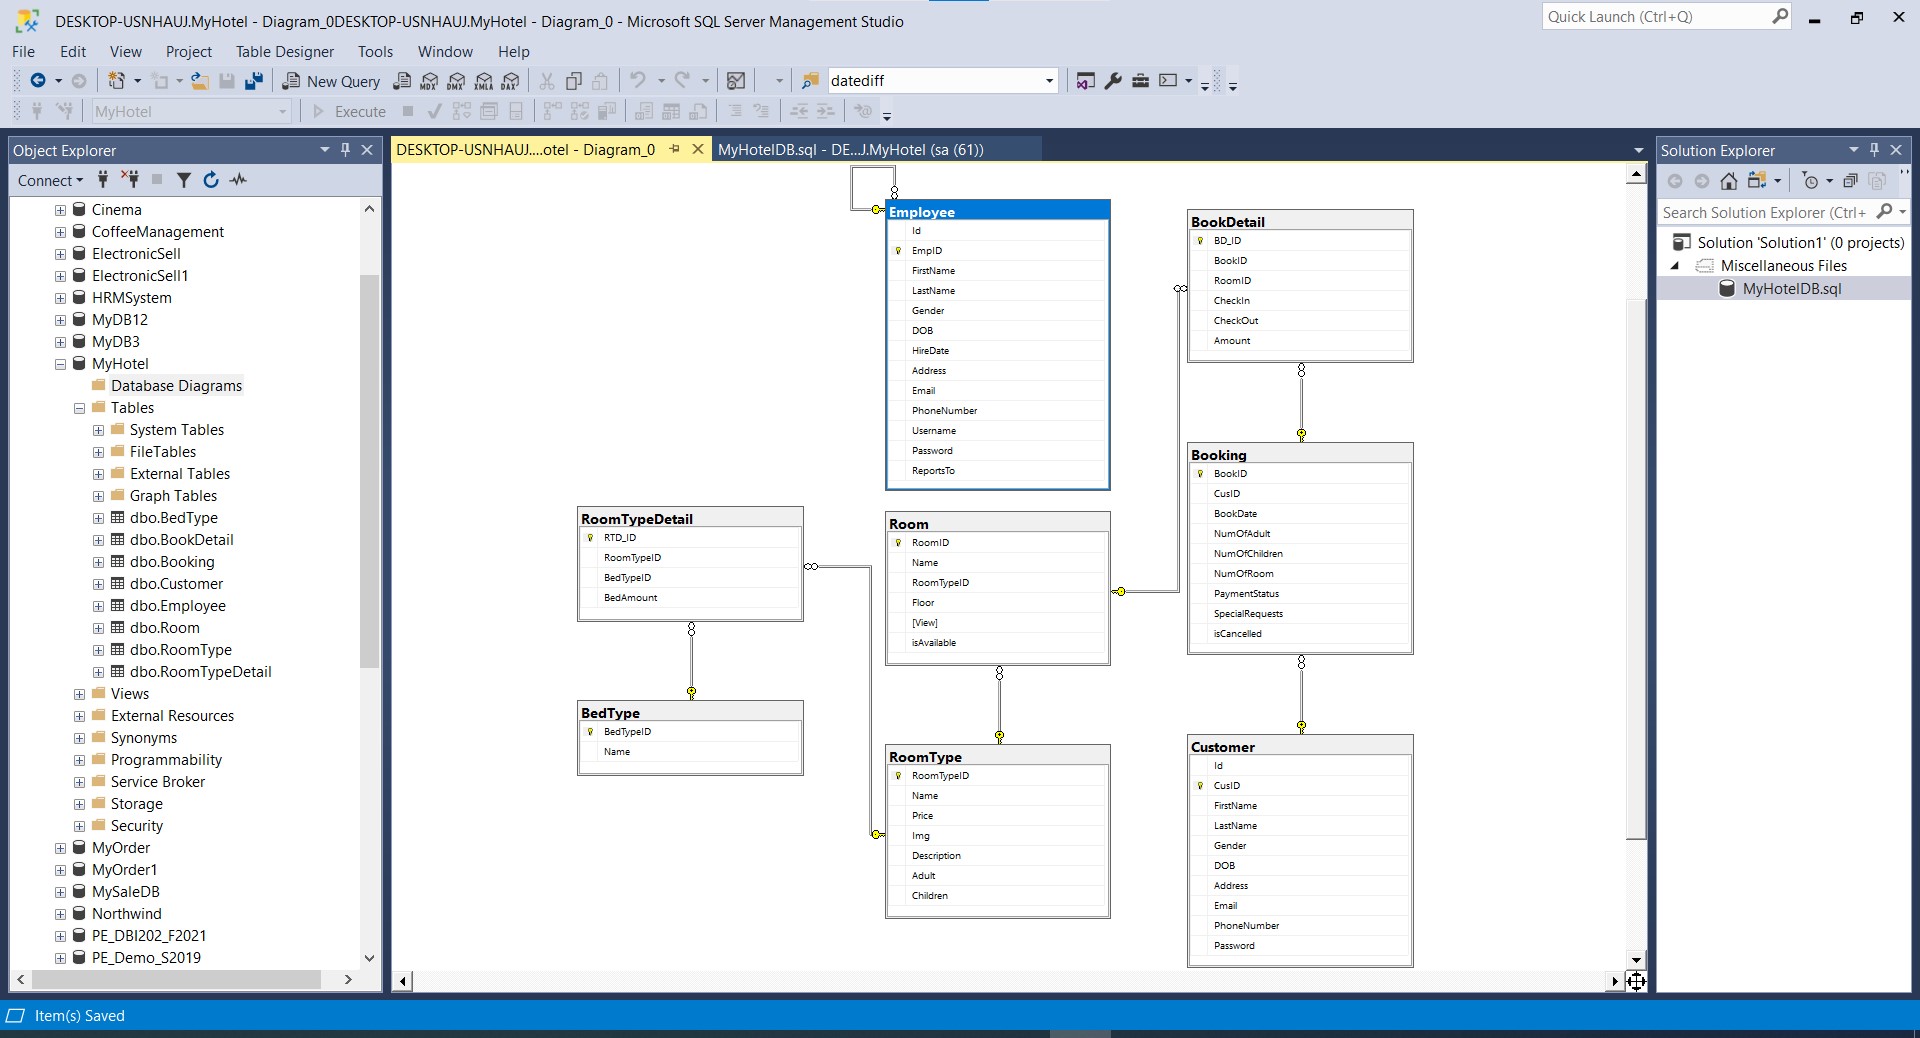 DESKTOP-USNHAUJ.MyHotel - Diagram_0DESKTOP-USNHAUJ.MyHotel - Diagram_0 - Microsoft SQL Server Management Studio
Quick Launch (Ctrl+Q)
File Edit View Project Table Designer Tools Window Help
New Query
MDX DMX XMLA DAX
datediff
MyHotel
Execute
Object Explorer
Connect
Cinema
CoffeeManagement
ElectronicSell
ElectronicSell1
HRMSystem
MyDB12
MyDB3
MyHotel
Database Diagrams
Tables
System Tables
FileTables
External Tables
Graph Tables
dbo.BedType
dbo.BookDetail
dbo.Booking
dbo.Customer
dbo.Employee
dbo.Room
dbo.RoomType
dbo.RoomTypeDetail
Views
External Resources
Synonyms
Programmability
Service Broker
Storage
Security
MyOrder
MyOrder1
MySaleDB
Northwind
PE_DBI202_F2021
PE_Demo_S2019
DESKTOP-USNHAUJ....otel - Diagram_0
MyHotelDB.sql - DE...J.MyHotel (sa (61))
Employee
Id
EmpID
FirstName
LastName
Gender
DOB
HireDate
Address
Email
PhoneNumber
Username
Password
ReportsTo
BookDetail
BD_ID
BookID
RoomID
CheckIn
CheckOut
Amount
Booking
BookID
CusID
BookDate
NumOfAdult
NumOfChildren
NumOfRoom
PaymentStatus
SpecialRequests
isCancelled
RoomTypeDetail
RTD_ID
RoomTypeID
BedTypeID
BedAmount
Room
RoomID
Name
RoomTypeID
Floor
[View]
isAvailable
BedType
BedTypeID
Name
RoomType
RoomTypeID
Name
Price
Img
Description
Adult
Children
Customer
Id
CusID
FirstName
LastName
Gender
DOB
Address
Email
PhoneNumber
Password
Solution Explorer
Search Solution Explorer (Ctrl+
Solution 'Solution1' (0 projects)
Miscellaneous Files
MyHotelDB.sql
Item(s) Saved